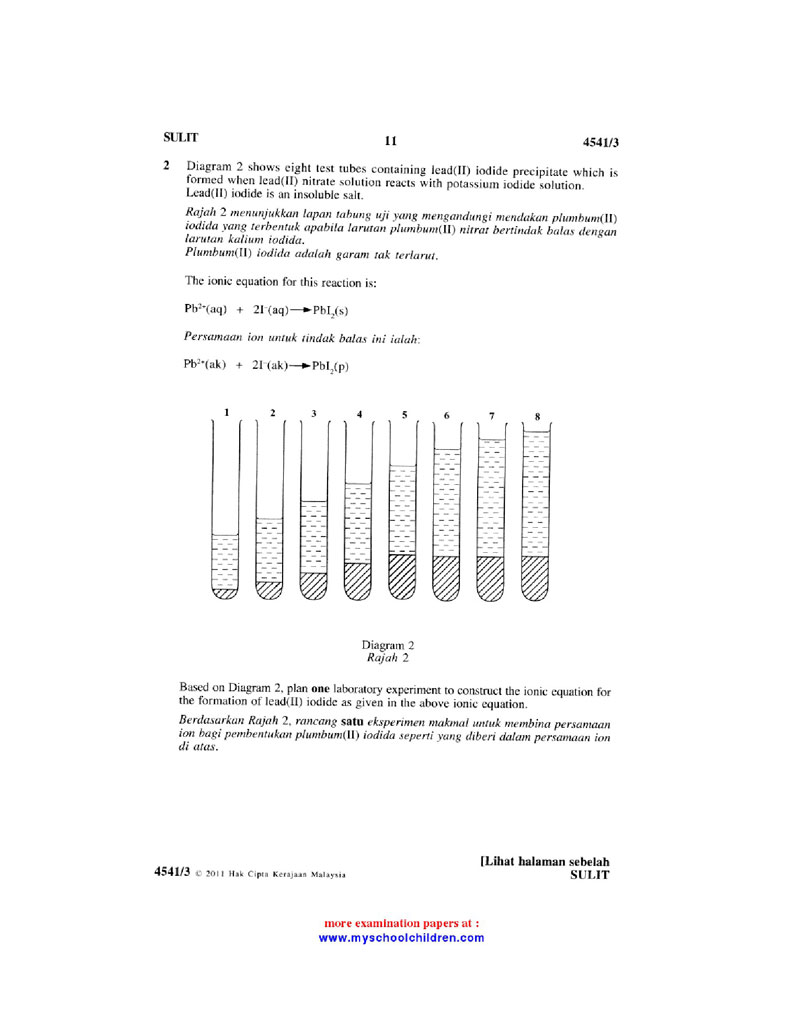 SULIT
11
4541/3
2 Diagram 2 shows eight test tubes containing lead(II) iodide precipitate which is
formed when lead(II) nitrate solution reacts with potassium iodide solution.
Lead(II) iodide is an insoluble salt.
Rajah 2 menunjukkan lapan tabung uji yang mengandungi mendakan plumbum(II)
iodida yang terbentuk apabila larutan plumbum(II) nitrat bertindak balas dengan
larutan kalium iodida.
Plumbum(II) iodida adalah garam tak terlarut.
The ionic equation for this reaction is:
Pb²⁺(aq) + 2I⁻(aq) → PbI₂(s)
Persamaan ion untuk tindak balas ini ialah:
Pb²⁺(ak) + 2I⁻(ak) → PbI₂(p)
1 2 3 4 5 6 7 8
Diagram 2
Rajah 2
Based on Diagram 2, plan one laboratory experiment to construct the ionic equation for
the formation of lead(II) iodide as given in the above ionic equation.
Berdasarkan Rajah 2, rancang satu eksperimen makmal untuk membina persamaan
ion bagi pembentukan plumbum(II) iodida seperti yang diberi dalam persamaan ion
di atas.
[Lihat halaman sebelah
4541/3 © 2011 Hak Cipta Kerajaan Malaysia
SULIT
more examination papers at :
www.myschoolchildren.com